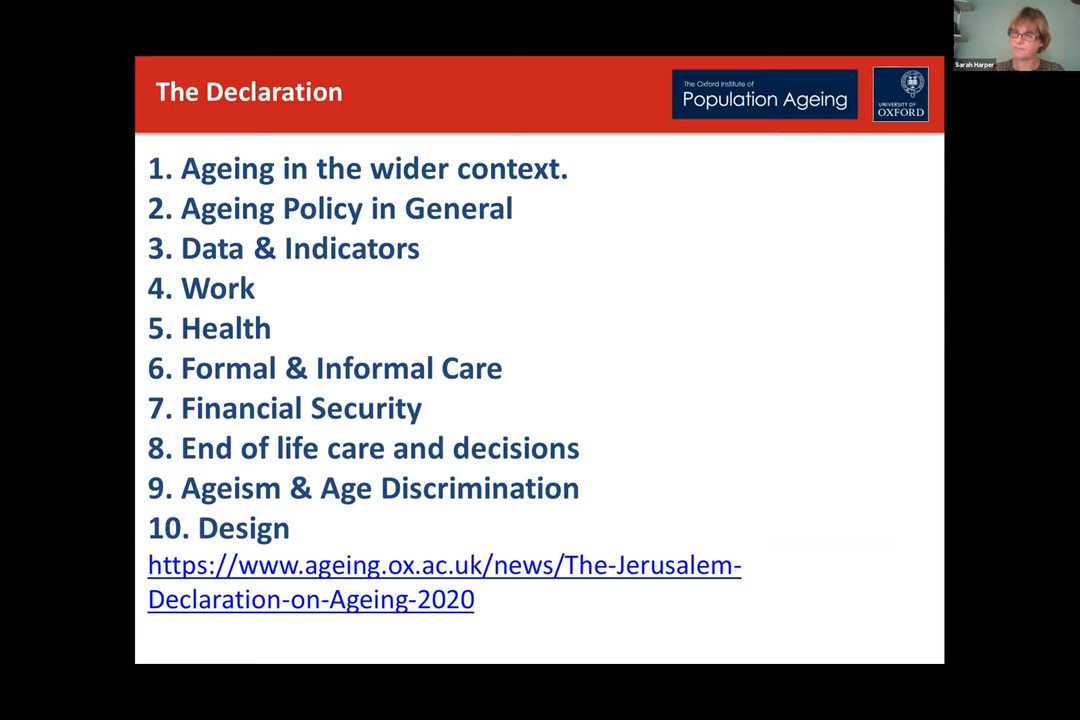 Sarah Harper
The Declaration
The Oxford Institute of
Population Ageing
UNIVERSITY OF
OXFORD
1. Ageing in the wider context.
2. Ageing Policy in General
3. Data & Indicators
4. Work
5. Health
6. Formal & Informal Care
7. Financial Security
8. End of life care and decisions
9. Ageism & Age Discrimination
10. Design
https://www.ageing.ox.ac.uk/news/The-Jerusalem-
Declaration-on-Ageing-2020